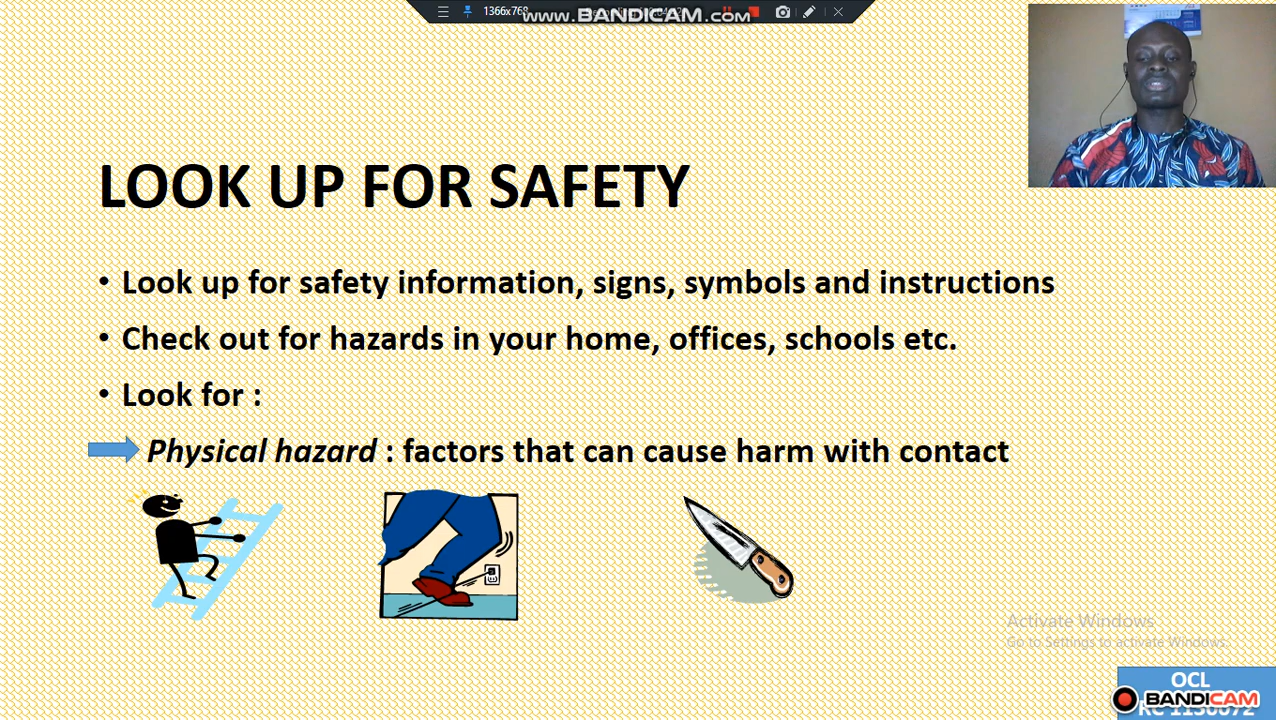 1366x768
www.BANDICAM.com
LOOK UP FOR SAFETY
• Look up for safety information, signs, symbols and instructions
• Check out for hazards in your home, offices, schools etc.
• Look for :
Physical hazard : factors that can cause harm with contact
Activate Windows
Go to Settings to activate Windows.
OCL
BANDICAM